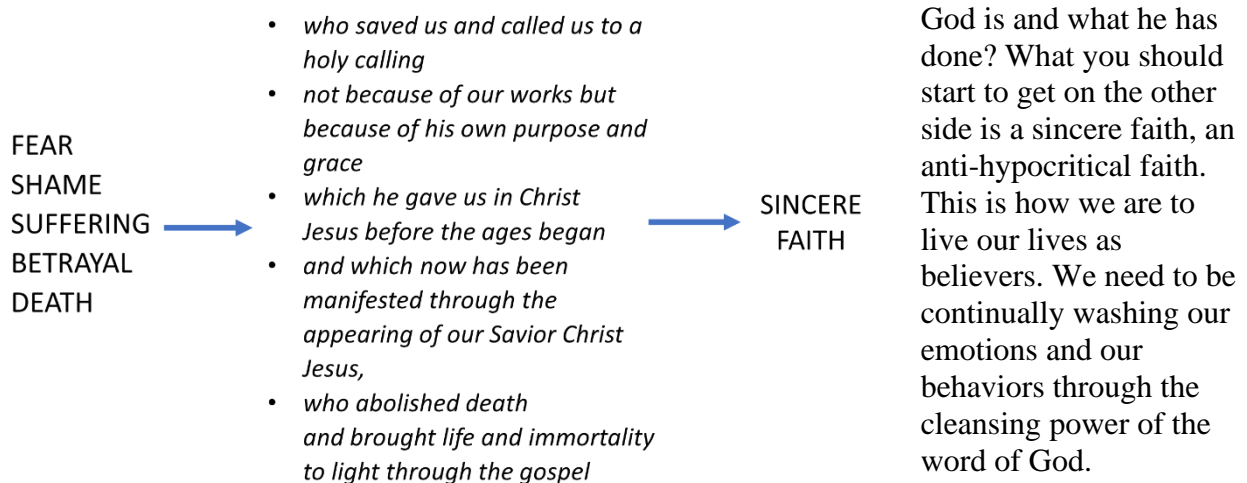 FEAR
SHAME
SUFFERING
BETRAYAL
DEATH
• who saved us and called us to a
holy calling
• not because of our works but
because of his own purpose and
grace
• which he gave us in Christ
Jesus before the ages began
• and which now has been
manifested through the
appearing of our Savior Christ
Jesus,
• who abolished death
and brought life and immortality
to light through the gospel
SINCERE
FAITH
God is and what he has
done? What you should
start to get on the other
side is a sincere faith, an
anti-hypocritical faith.
This is how we are to
live our lives as
believers. We need to be
continually washing our
emotions and our
behaviors through the
cleansing power of the
word of God.